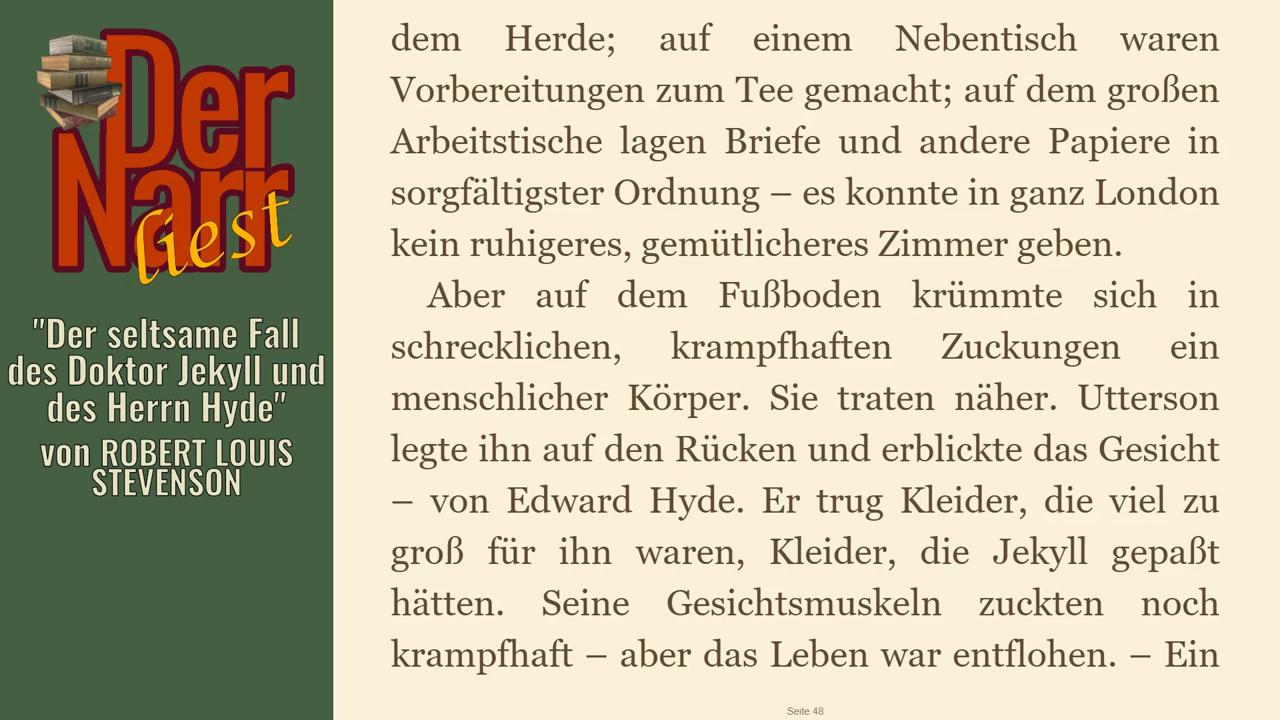 Der
Narr
liest
"Der seltsame Fall
des Doktor Jekyll und
des Herrn Hyde"
von ROBERT LOUIS
STEVENSON
dem Herde; auf einem Nebentisch waren
Vorbereitungen zum Tee gemacht; auf dem großen
Arbeitstische lagen Briefe und andere Papiere in
sorgfältigster Ordnung – es konnte in ganz London
kein ruhigeres, gemütlicheres Zimmer geben.
Aber auf dem Fußboden krümmte sich in
schrecklichen, krampfhaften Zuckungen ein
menschlicher Körper. Sie traten näher. Utterson
legte ihn auf den Rücken und erblickte das Gesicht
– von Edward Hyde. Er trug Kleider, die viel zu
groß für ihn waren, Kleider, die Jekyll gepaßt
hätten. Seine Gesichtsmuskeln zuckten noch
krampfhaft – aber das Leben war entflohen. – Ein
Seite 48